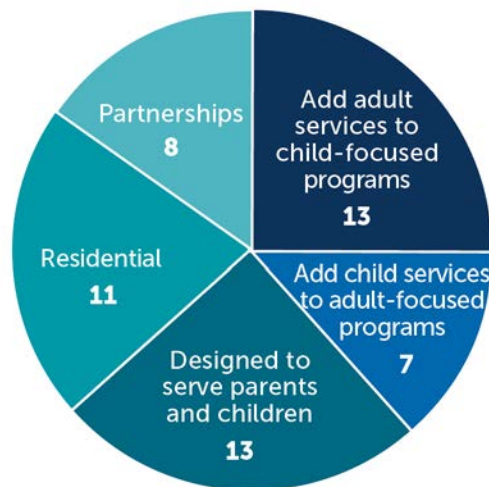 Partnerships
8
Add adult
services to
child-focused
programs
13
Residential
11
Add child services
to adult-focused
programs
7
Designed to
serve parents
and children
13